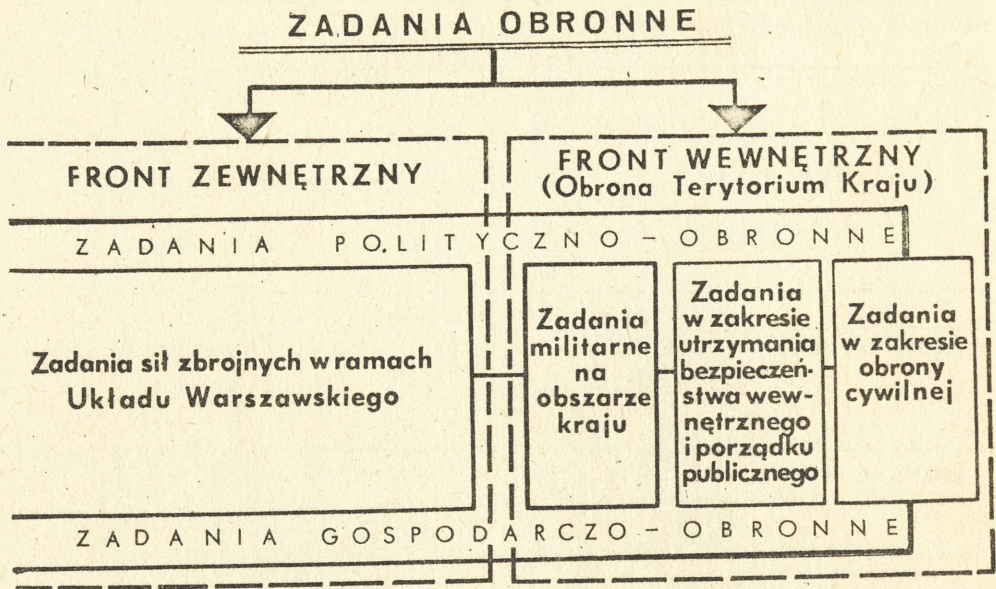 ZADANIA OBRONNE
FRONT ZEWNĘTRZNY
FRONT WEWNĘTRZNY
(Obrona Terytorium Kraju)
ZADANIA POLITYCZNO-OBRONNE
Zadania sił zbrojnych w ramach
Układu Warszawskiego
Zadania
militarne
na
obszarze
kraju
Zadania
w zakresie
utrzymania
bezpieczeń-
stwa wew-
nętrznego
i porządku
publicznego
Zadania
w zakresie
obrony
cywilnej
ZADANIA GOSPODARCZO-OBRONNE